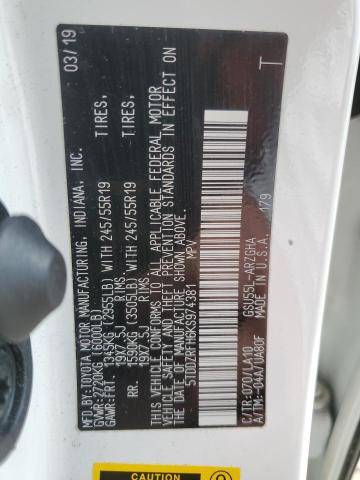 MFD. BY: TOYOTA MOTOR MANUFACTURING, INDIANA, INC. 03/19
GVWR: 2720KG (6000LB)
GAWR: FRT. 1345KG (2955LB) WITH 245/55R19 TIRES,
19X7.5J RIMS.
RR. 1590KG (3505LB) WITH 245/55R19 TIRES,
19X7.5J RIMS.
THIS VEHICLE CONFORMS TO ALL APPLICABLE FEDERAL MOTOR
VEHICLE SAFETY AND THEFT PREVENTION STANDARDS IN EFFECT ON
THE DATE OF MANUFACTURE SHOWN ABOVE.
5TDDZRFH6KS974381 MPV
C/TR: 070/LA10 GSU55L-ARZGHA T
A/TM: -04A/UA80F MADE IN U.S.A.
CAUTION